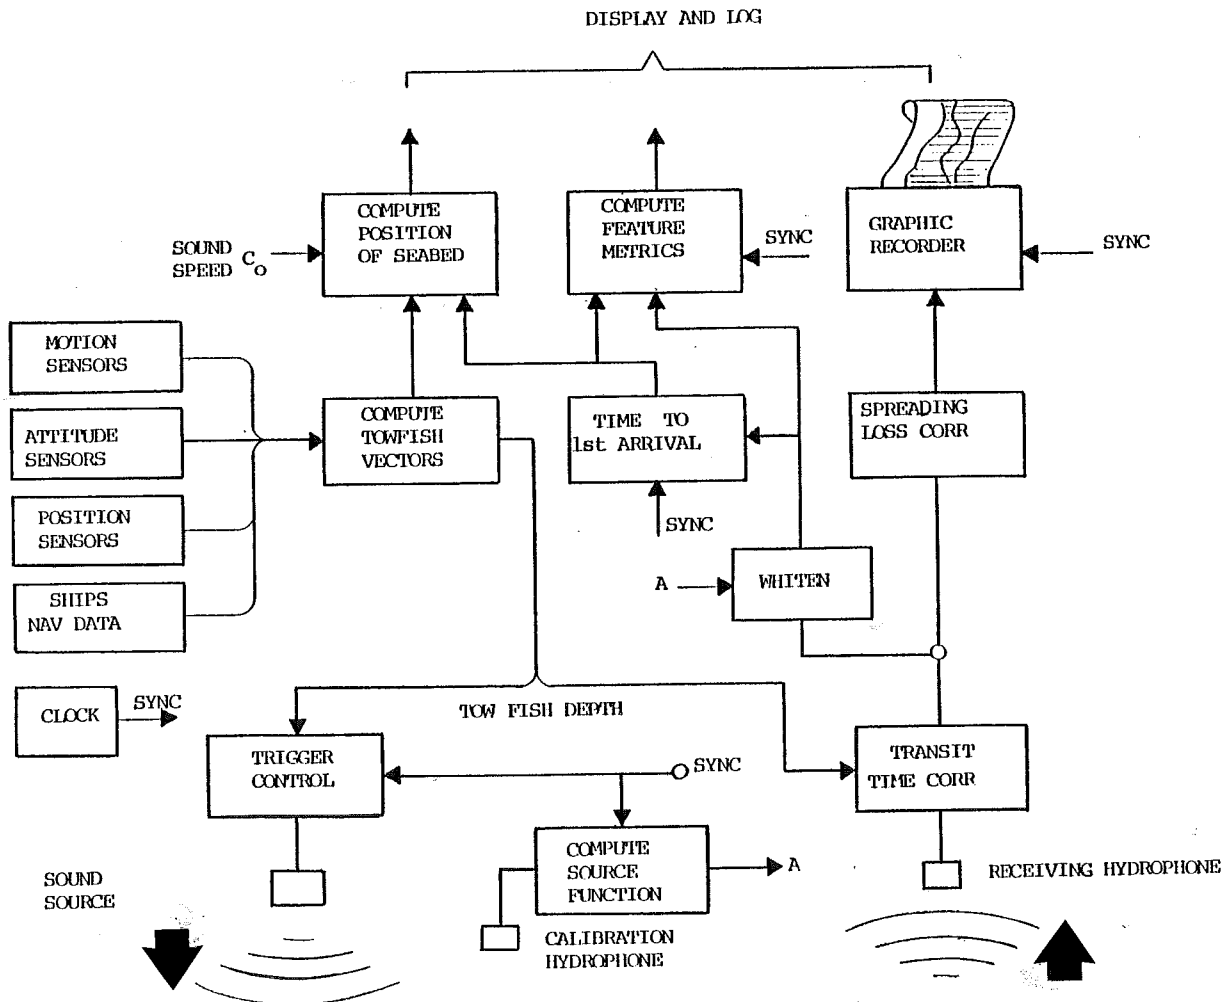 DISPLAY AND LOG
COMPUTE
POSITION
OF SEABED
COMPUTE
FEATURE
METRICS
GRAPHIC
RECORDER
SOUND
SPEED Co
SYNC
SYNC
MOTION
SENSORS
ATTITUDE
SENSORS
POSITION
SENSORS
SHIPS
NAV DATA
COMPUTE
TOWFISH
VECTORS
TIME TO
1st ARRIVAL
SPREADING
LOSS CORR
SYNC
A
WHITEN
CLOCK
SYNC
TOW FISH DEPTH
TRIGGER
CONTROL
SYNC
TRANSIT
TIME CORR
COMPUTE
SOURCE
FUNCTION
A
SOUND
SOURCE
CALIBRATION
HYDROPHONE
RECEIVING HYDROPHONE